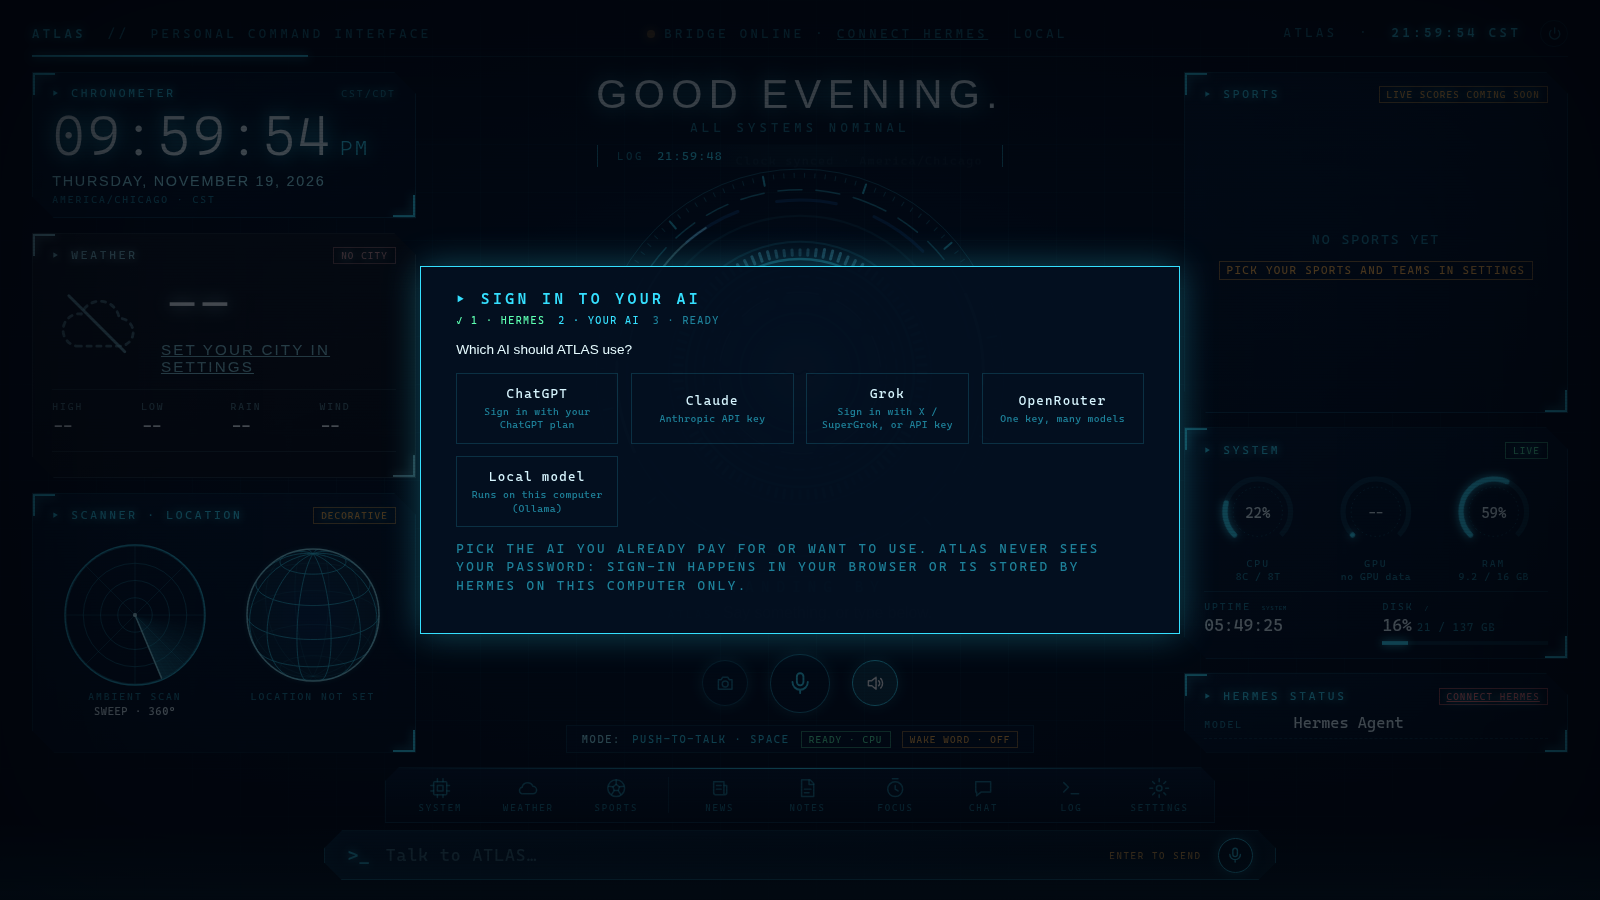 ATLAS // PERSONAL COMMAND INTERFACE
BRIDGE ONLINE · CONNECT HERMES LOCAL
ATLAS · 21:59:54 CST
CHRONOMETER CST/CDT
09:59:54 PM
THURSDAY, NOVEMBER 19, 2026
AMERICA/CHICAGO · CST
WEATHER NO CITY
--
SET YOUR CITY IN
SETTINGS
HIGH LOW RAIN WIND
-- -- -- --
SCANNER · LOCATION DECORATIVE
AMBIENT SCAN
SWEEP · 360°
LOCATION NOT SET
GOOD EVENING.
ALL SYSTEMS NOMINAL
LOG 21:59:48
SIGN IN TO YOUR AI
✓ 1 · HERMES 2 · YOUR AI 3 · READY
Which AI should ATLAS use?
ChatGPT
Sign in with your
ChatGPT plan
Claude
Anthropic API key
Grok
Sign in with X /
SuperGrok, or API key
OpenRouter
One key, many models
Local model
Runs on this computer
(Ollama)
PICK THE AI YOU ALREADY PAY FOR OR WANT TO USE. ATLAS NEVER SEES
YOUR PASSWORD: SIGN-IN HAPPENS IN YOUR BROWSER OR IS STORED BY
HERMES ON THIS COMPUTER ONLY.
MODE: PUSH-TO-TALK · SPACE READY · CPU WAKE WORD · OFF
SPORTS LIVE SCORES COMING SOON
NO SPORTS YET
PICK YOUR SPORTS AND TEAMS IN SETTINGS
SYSTEM LIVE
22% -- 59%
CPU GPU RAM
8C / 8T no GPU data 9.2 / 16 GB
UPTIME SYSTEM DISK /
05:49:25 16% 21 / 137 GB
HERMES STATUS CONNECT HERMES
MODEL Hermes Agent
SYSTEM WEATHER SPORTS NEWS NOTES FOCUS CHAT LOG SETTINGS
>_ Talk to ATLAS… ENTER TO SEND